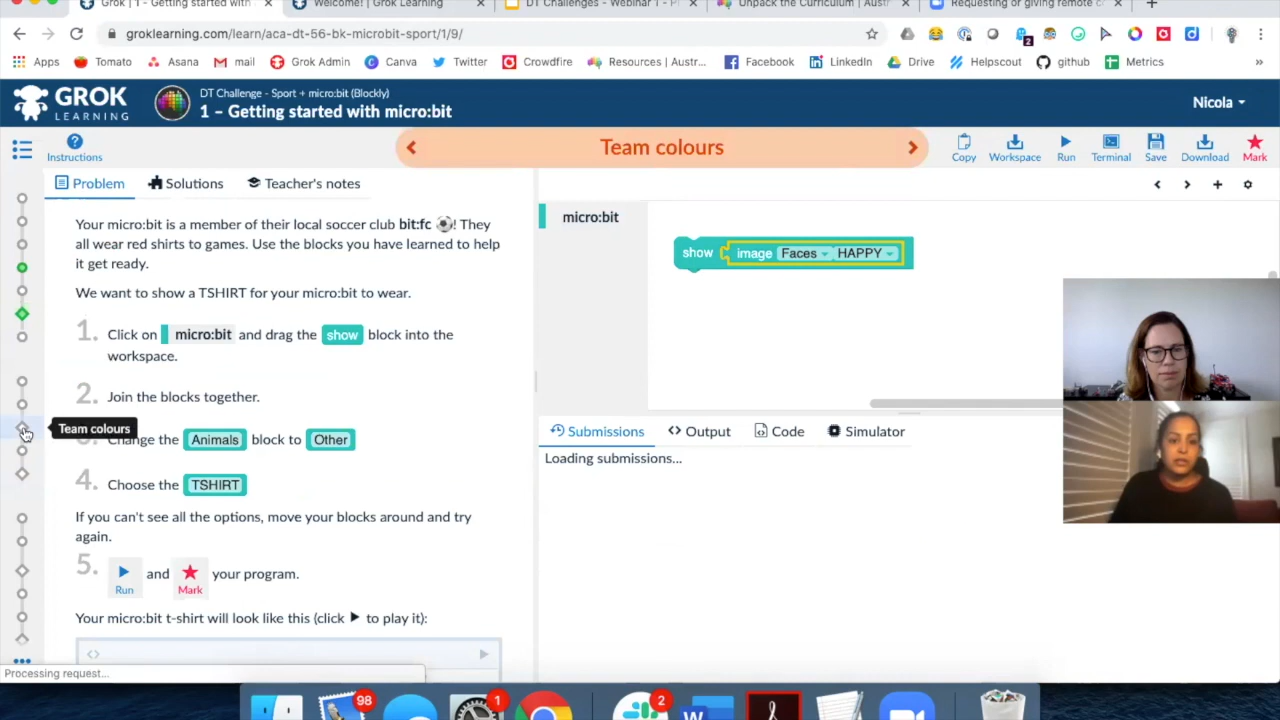 Grok | 1 - Getting started with
Welcome! | Grok Learning
DT Challenges - Webinar 1 - P
Unpack the Curriculum | Aust
Requesting or giving remote c
groklearning.com/learn/aca-dt-56-bk-microbit-sport/1/9/
2
Apps Tomato Asana mail Grok Admin Canva Twitter Crowdfire Resources | Austr... Facebook LinkedIn Drive Helpscout github Metrics »
GROK
LEARNING
DT Challenge - Sport + micro:bit (Blockly)
1 – Getting started with micro:bit
Nicola
Instructions
Team colours
Copy Workspace Run Terminal Save Download Mark
Problem Solutions Teacher's notes
Your micro:bit is a member of their local soccer club bit:fc ⚽! They
all wear red shirts to games. Use the blocks you have learned to help
it get ready.
We want to show a TSHIRT for your micro:bit to wear.
1. Click on micro:bit and drag the show block into the
workspace.
2. Join the blocks together.
Team colours
Change the Animals block to Other
4. Choose the TSHIRT
If you can't see all the options, move your blocks around and try
again.
5. Run and Mark your program.
Your micro:bit t-shirt will look like this (click ▶ to play it):
Processing request...
micro:bit
show image Faces HAPPY
Submissions Output Code Simulator
Loading submissions...
98
1
2
W